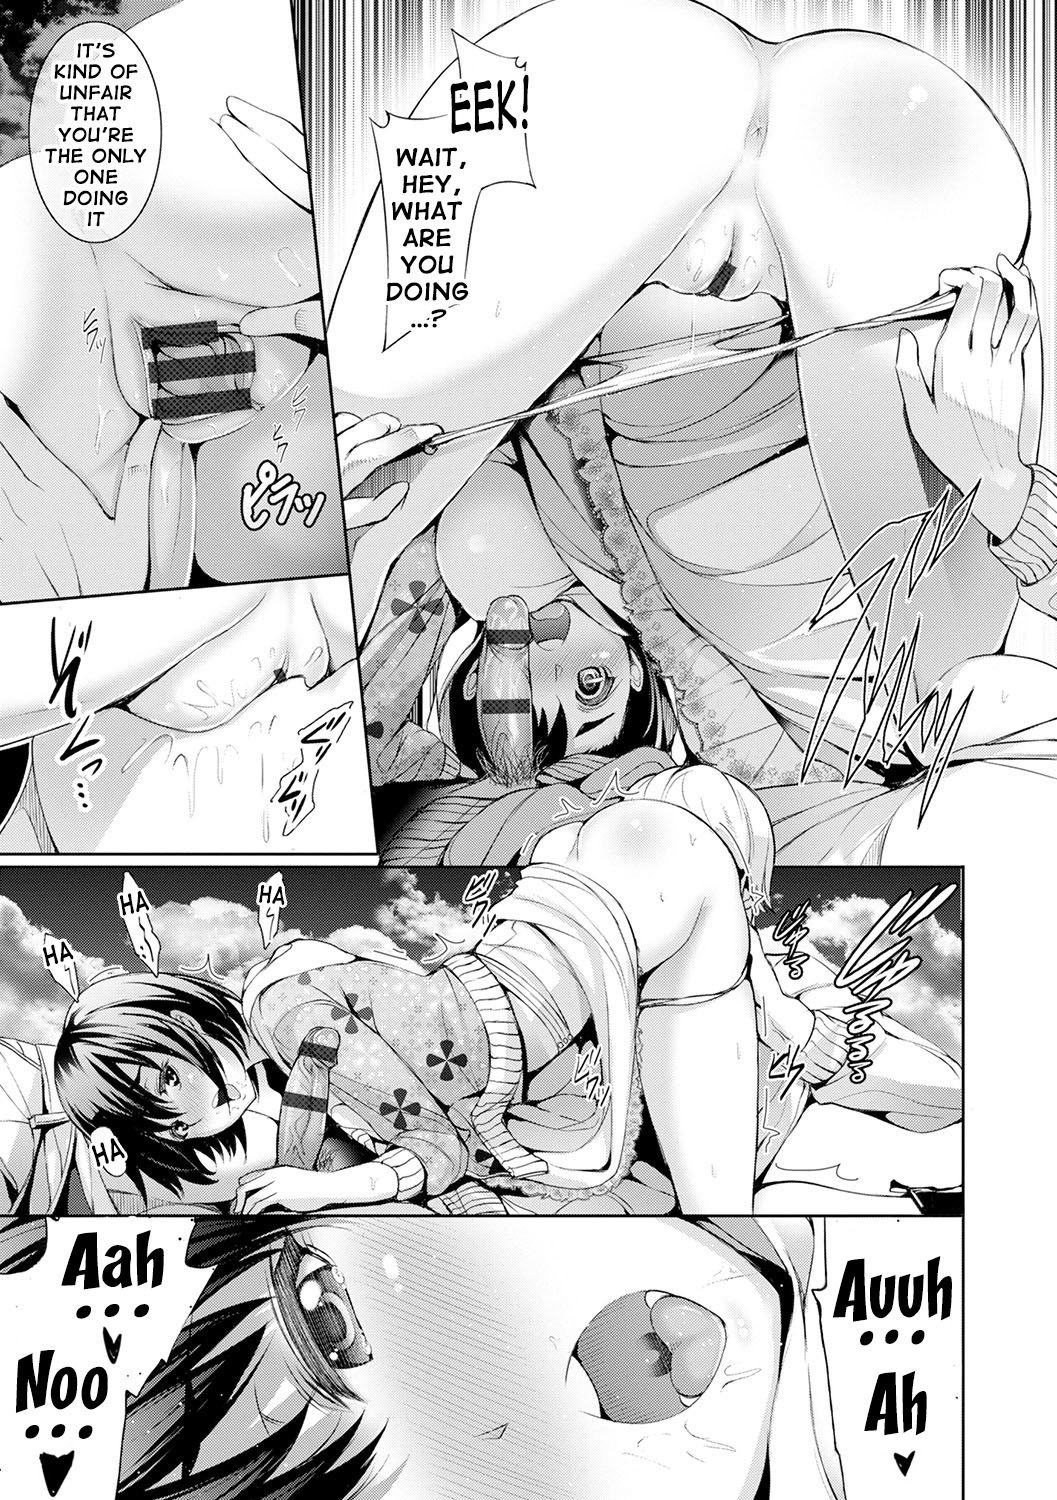 EEK!
WAIT,
HEY,
WHAT
ARE
YOU
DOING
...?
IT'S
KIND OF
UNFAIR
THAT
YOU'RE
THE ONLY
ONE
DOING
IT
ピラッ
HA
HA
HA
HA
AUUH
...
AH
...
AAH
...
NOO
...